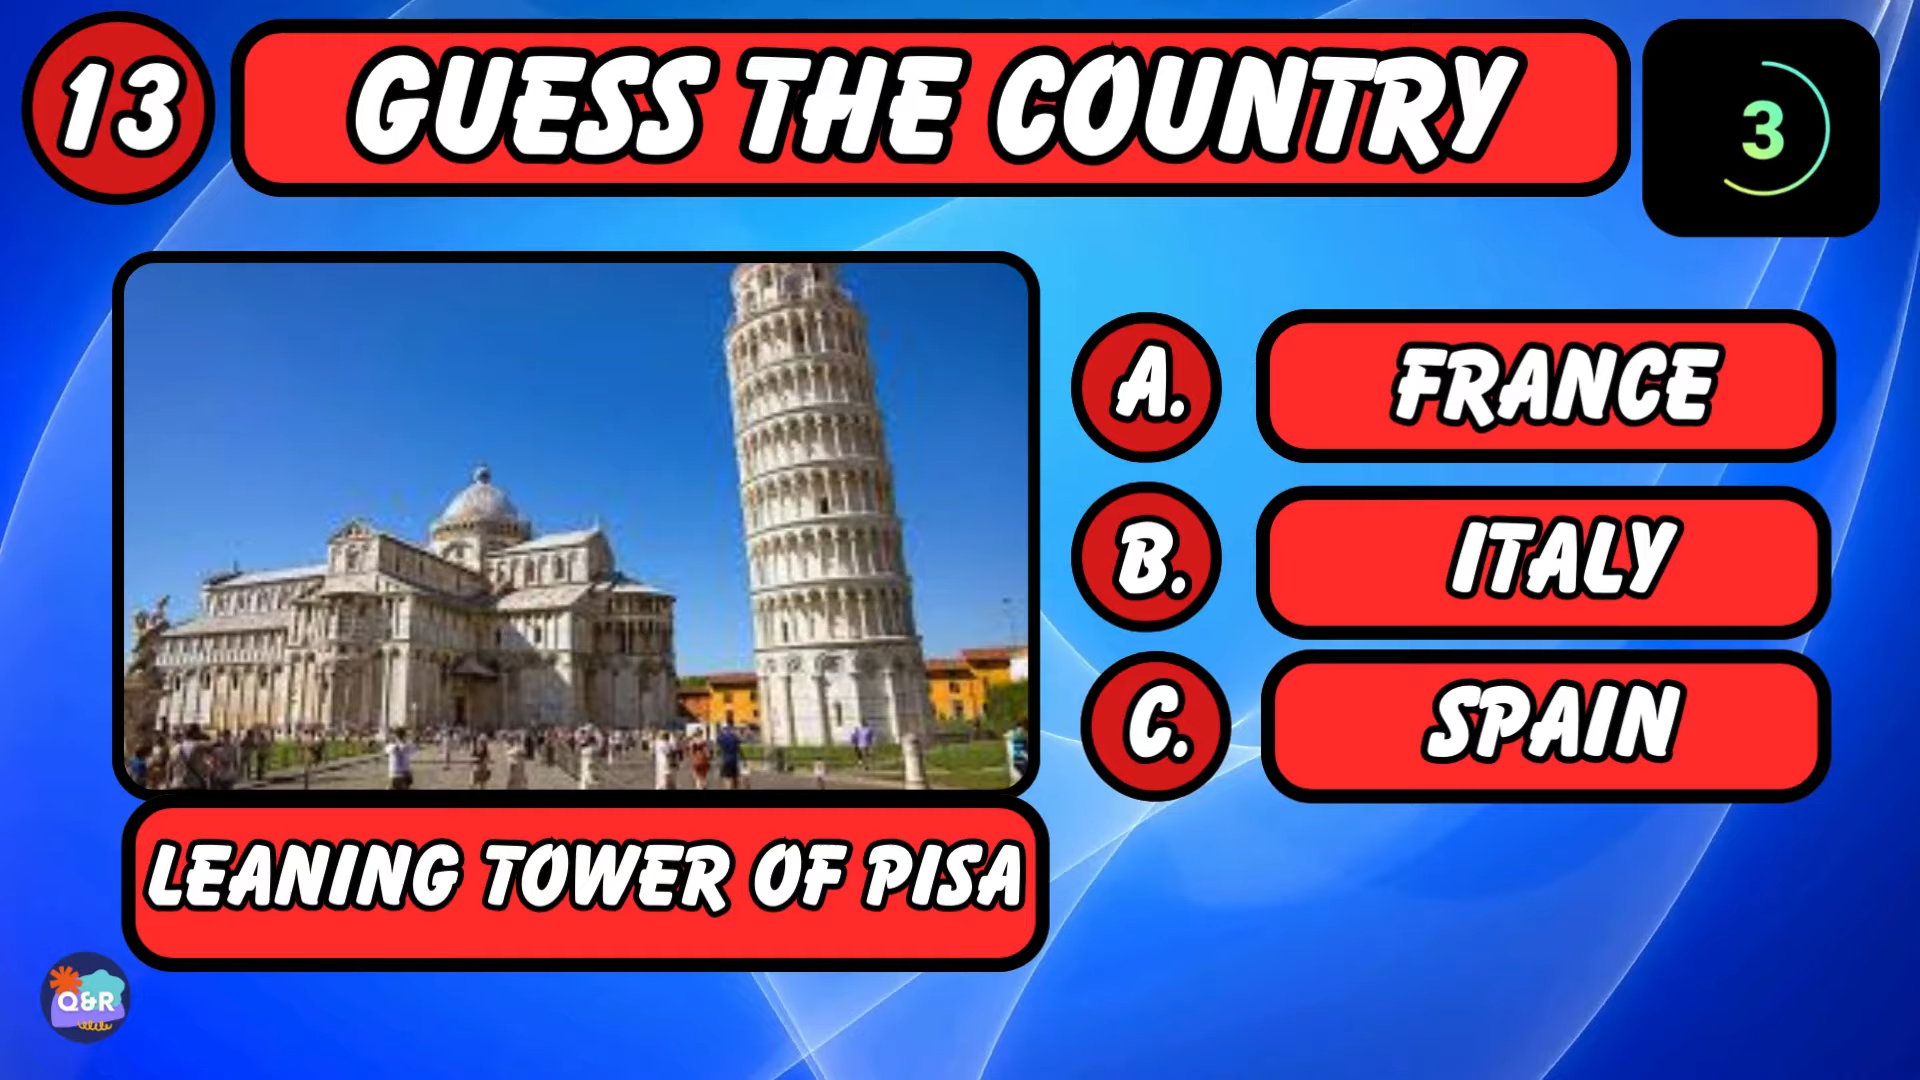 13
GUESS THE COUNTRY
3
A.
FRANCE
B.
ITALY
C.
SPAIN
LEANING TOWER OF PISA
Q&R